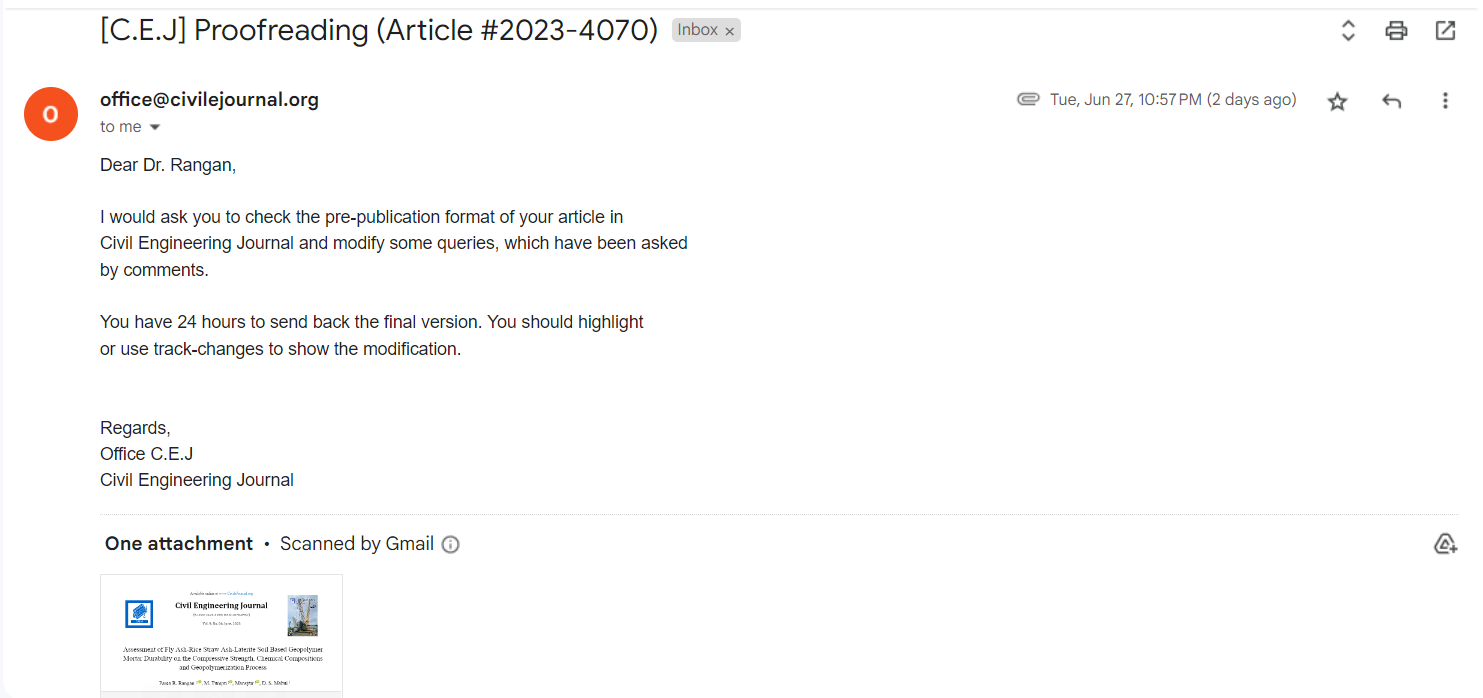 [C.E.J] Proofreading (Article #2023-4070) Inbox ×
O
office@civilejournal.org
Tue, Jun 27, 10:57 PM (2 days ago)
to me
Dear Dr. Rangan,
I would ask you to check the pre-publication format of your article in
Civil Engineering Journal and modify some queries, which have been asked
by comments.
You have 24 hours to send back the final version. You should highlight
or use track-changes to show the modification.
Regards,
Office C.E.J
Civil Engineering Journal
One attachment • Scanned by Gmail
Civil Engineering Journal
Assessment of Fly Ash-Rice Straw Ash-Laterite Soil Based Geopolymer
Mortar Durability on the Compressive Strength, Chemical Compositions
and Geopolymerization Process